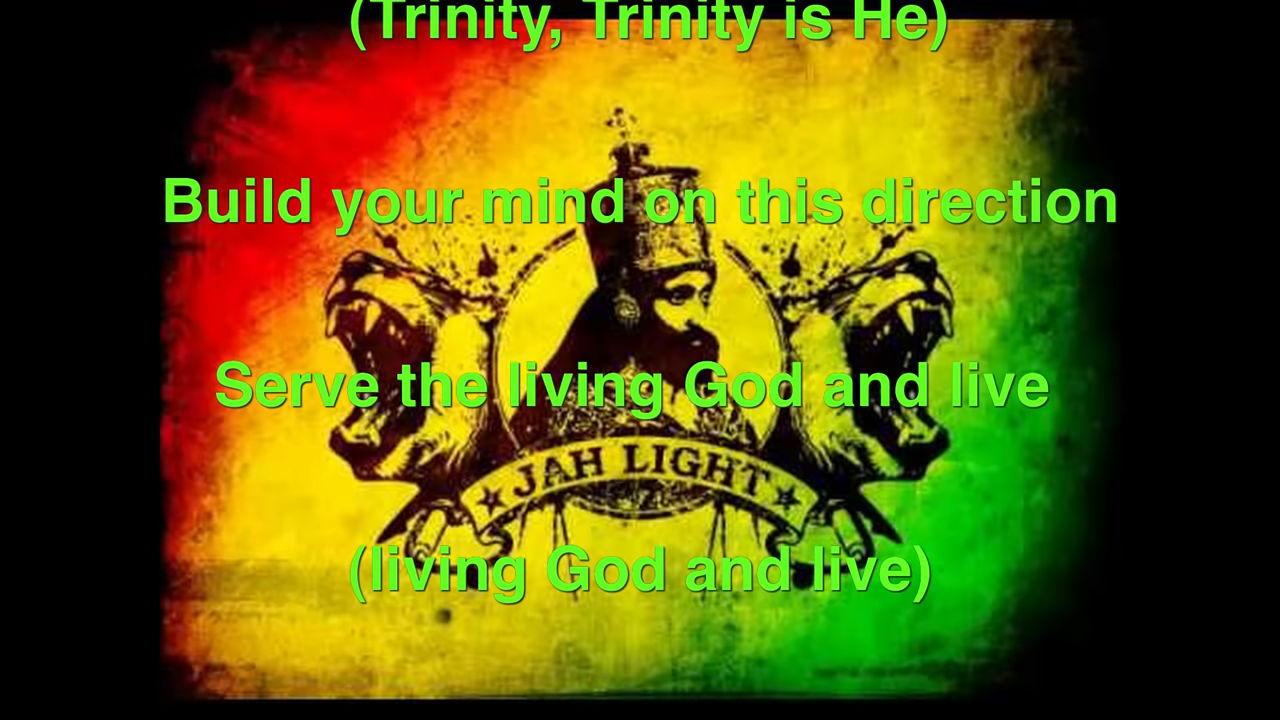 (Trinity, Trinity is He)
Build your mind on this direction
Serve the living God and live
JAH LIGHT
(living God and live)